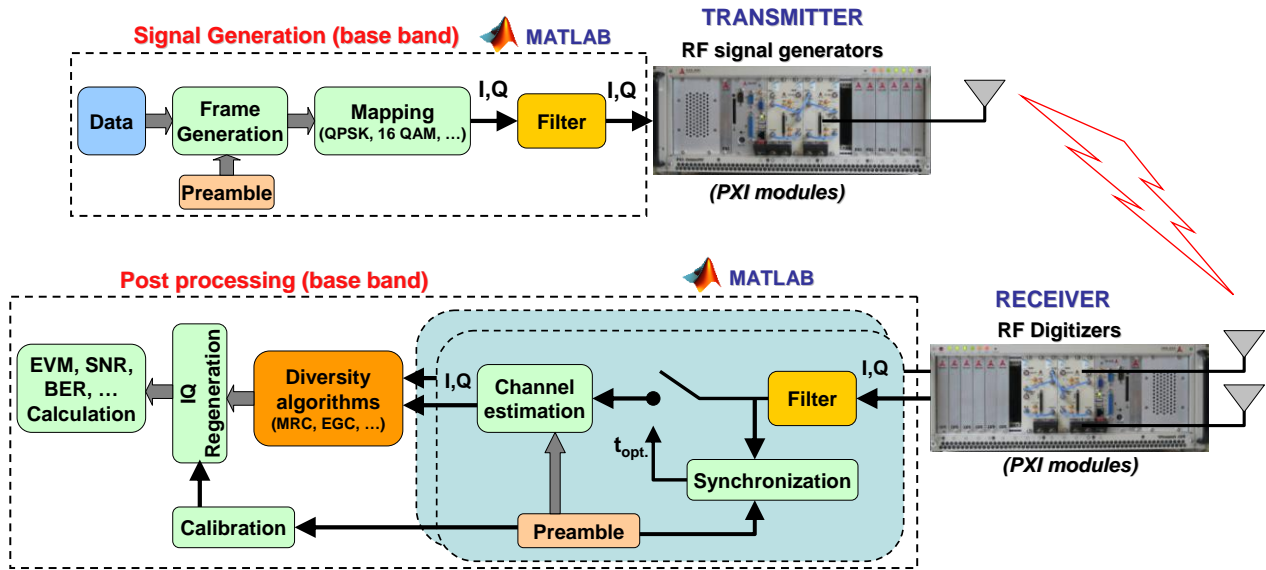 TRANSMITTER
Signal Generation (base band)
MATLAB
RF signal generators
I,Q
I,Q
Data
Frame
Generation
Mapping
(QPSK, 16 QAM, …)
Filter
Preamble
(PXI modules)
Post processing (base band)
MATLAB
RECEIVER
RF Digitizers
EVM, SNR,
BER, …
Calculation
IQ
Regeneration
Diversity
algorithms
(MRC, EGC, …)
I,Q
Channel
estimation
Filter
I,Q
t opt.
Synchronization
(PXI modules)
Calibration
Preamble